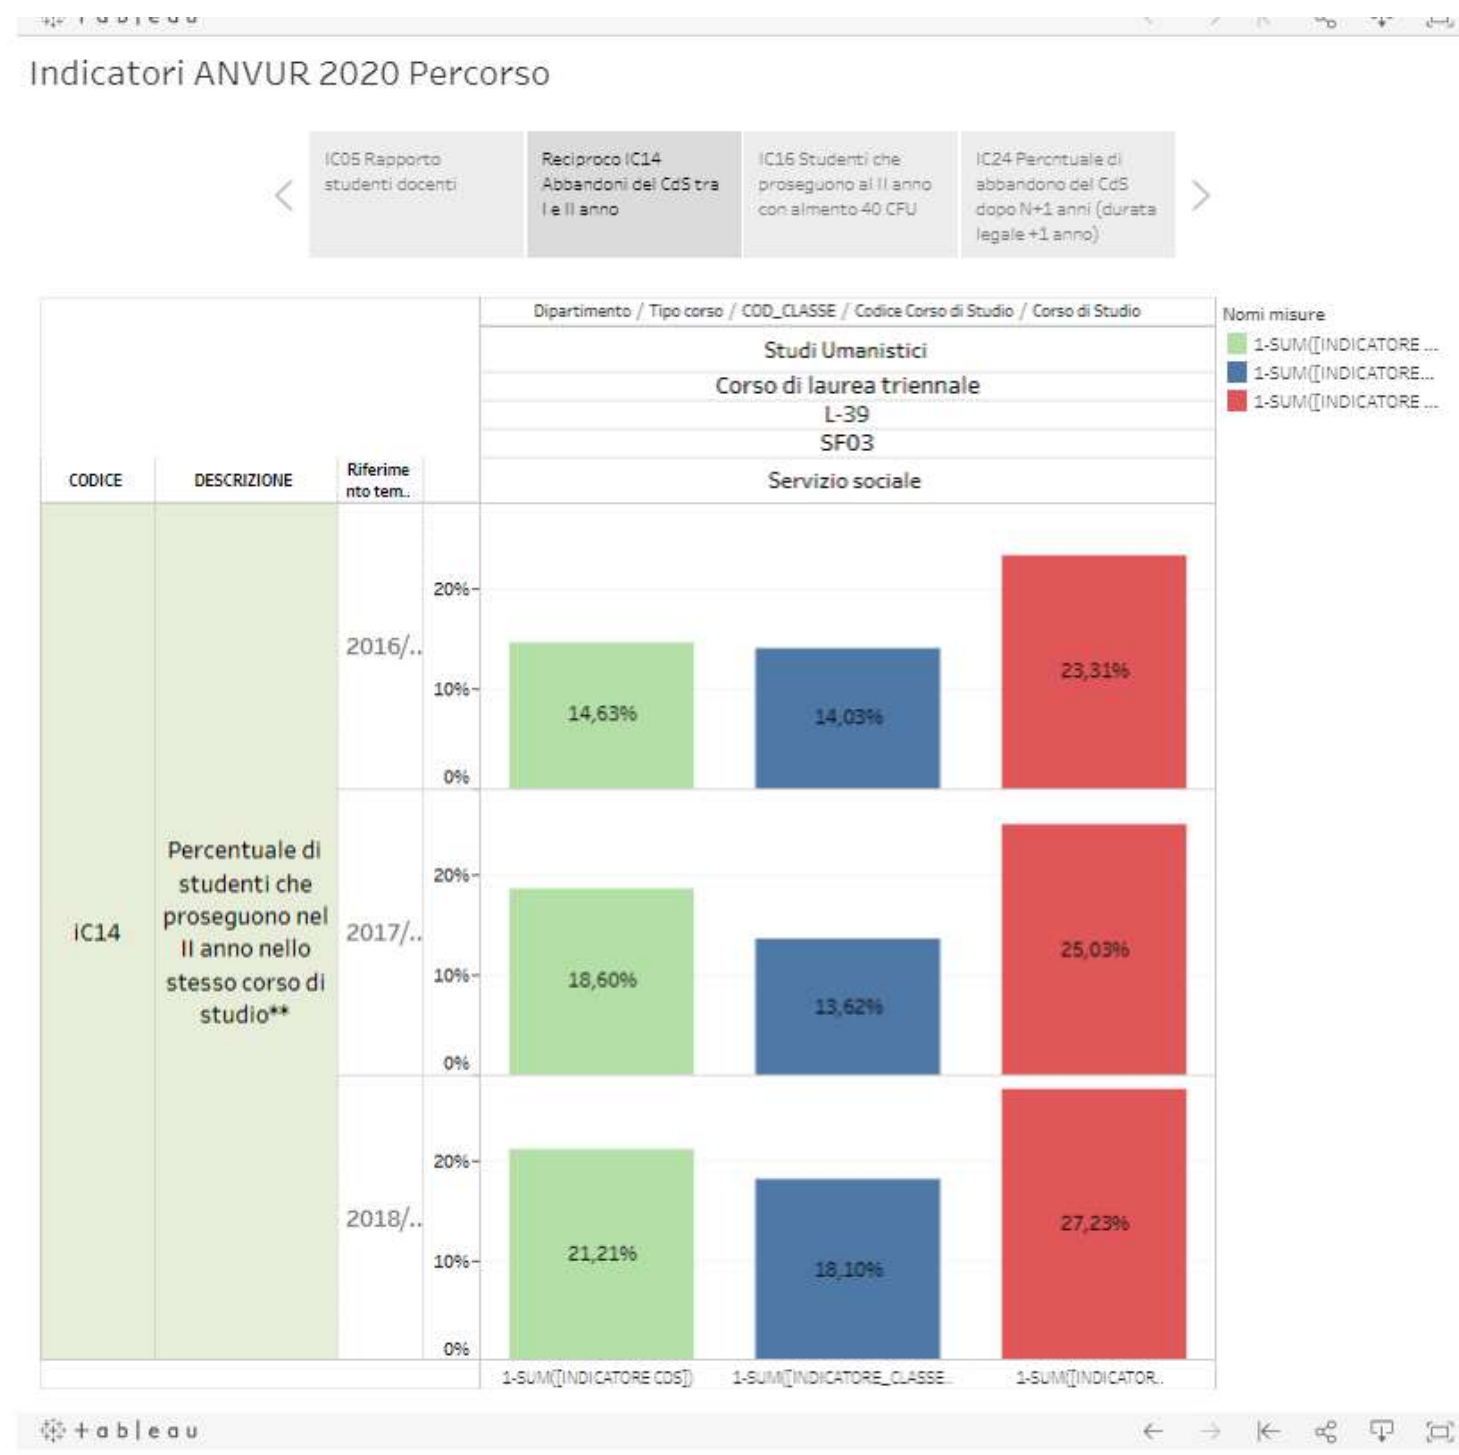 tableau
Indicatori ANVUR 2020 Percorso
IC05 Rapporto
studenti docenti
Reciproco IC14
Abbandoni del CdS tra
I e II anno
IC16 Studenti che
proseguono al II anno
con almento 40 CFU
IC24 Percntuale di
abbandono del CdS
dopo N+1 anni (durata
legale +1 anno)
Dipartimento / Tipo corso / COD_CLASSE / Codice Corso di Studio / Corso di Studio
Studi Umanistici
Corso di laurea triennale
L-39
SF03
Servizio sociale
Nomi misure
1-SUM([INDICATORE ...
1-SUM([INDICATORE...
1-SUM([INDICATORE ...
CODICE
DESCRIZIONE
Riferime
nto tem..
iC14
Percentuale di
studenti che
proseguono nel
II anno nello
stesso corso di
studio**
2016/..
20%
10%
0%
14,63%
14,03%
23,31%
2017/..
20%
10%
0%
18,60%
13,62%
25,03%
2018/..
20%
10%
0%
21,21%
18,10%
27,23%
1-SUM([INDICATORE CDS])
1-SUM([INDICATORE_CLASSE..
1-SUM([INDICATOR..
tableau